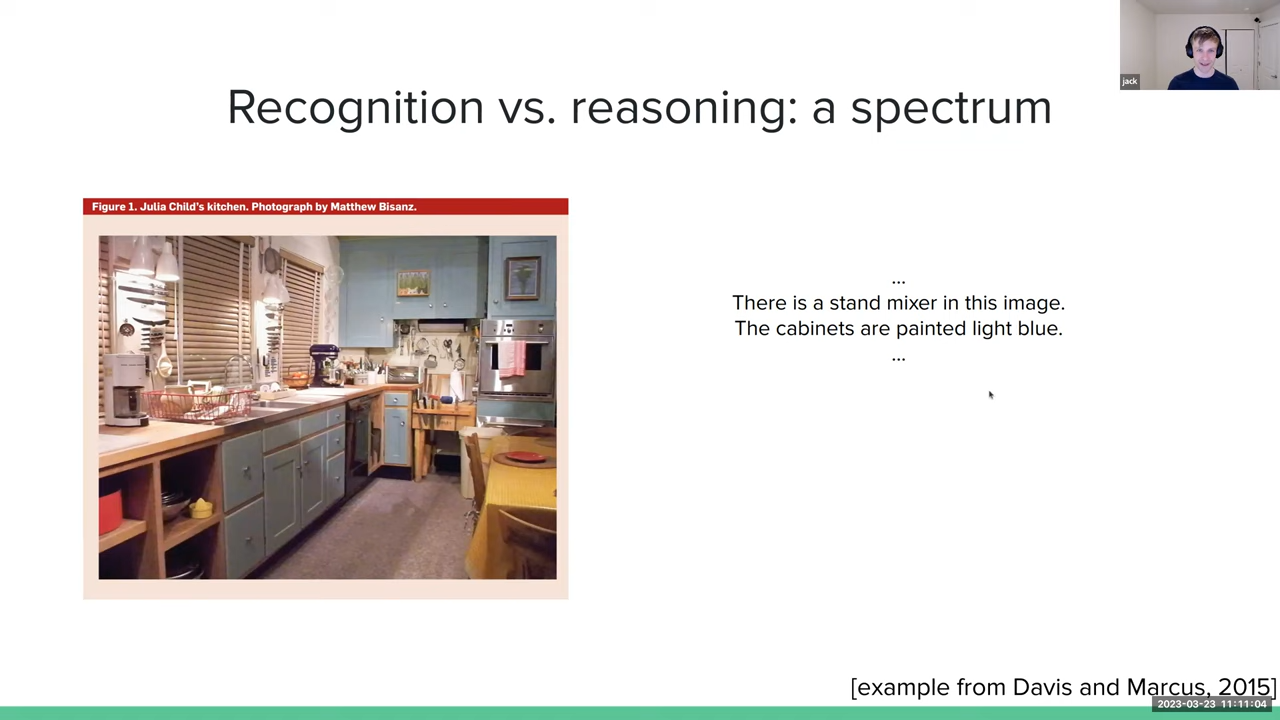 jack
Recognition vs. reasoning: a spectrum
Figure 1. Julia Child's kitchen. Photograph by Matthew Bisanz.
...
There is a stand mixer in this image.
The cabinets are painted light blue.
...
[example from Davis and Marcus, 2015]
2023-03-23 11:11:04